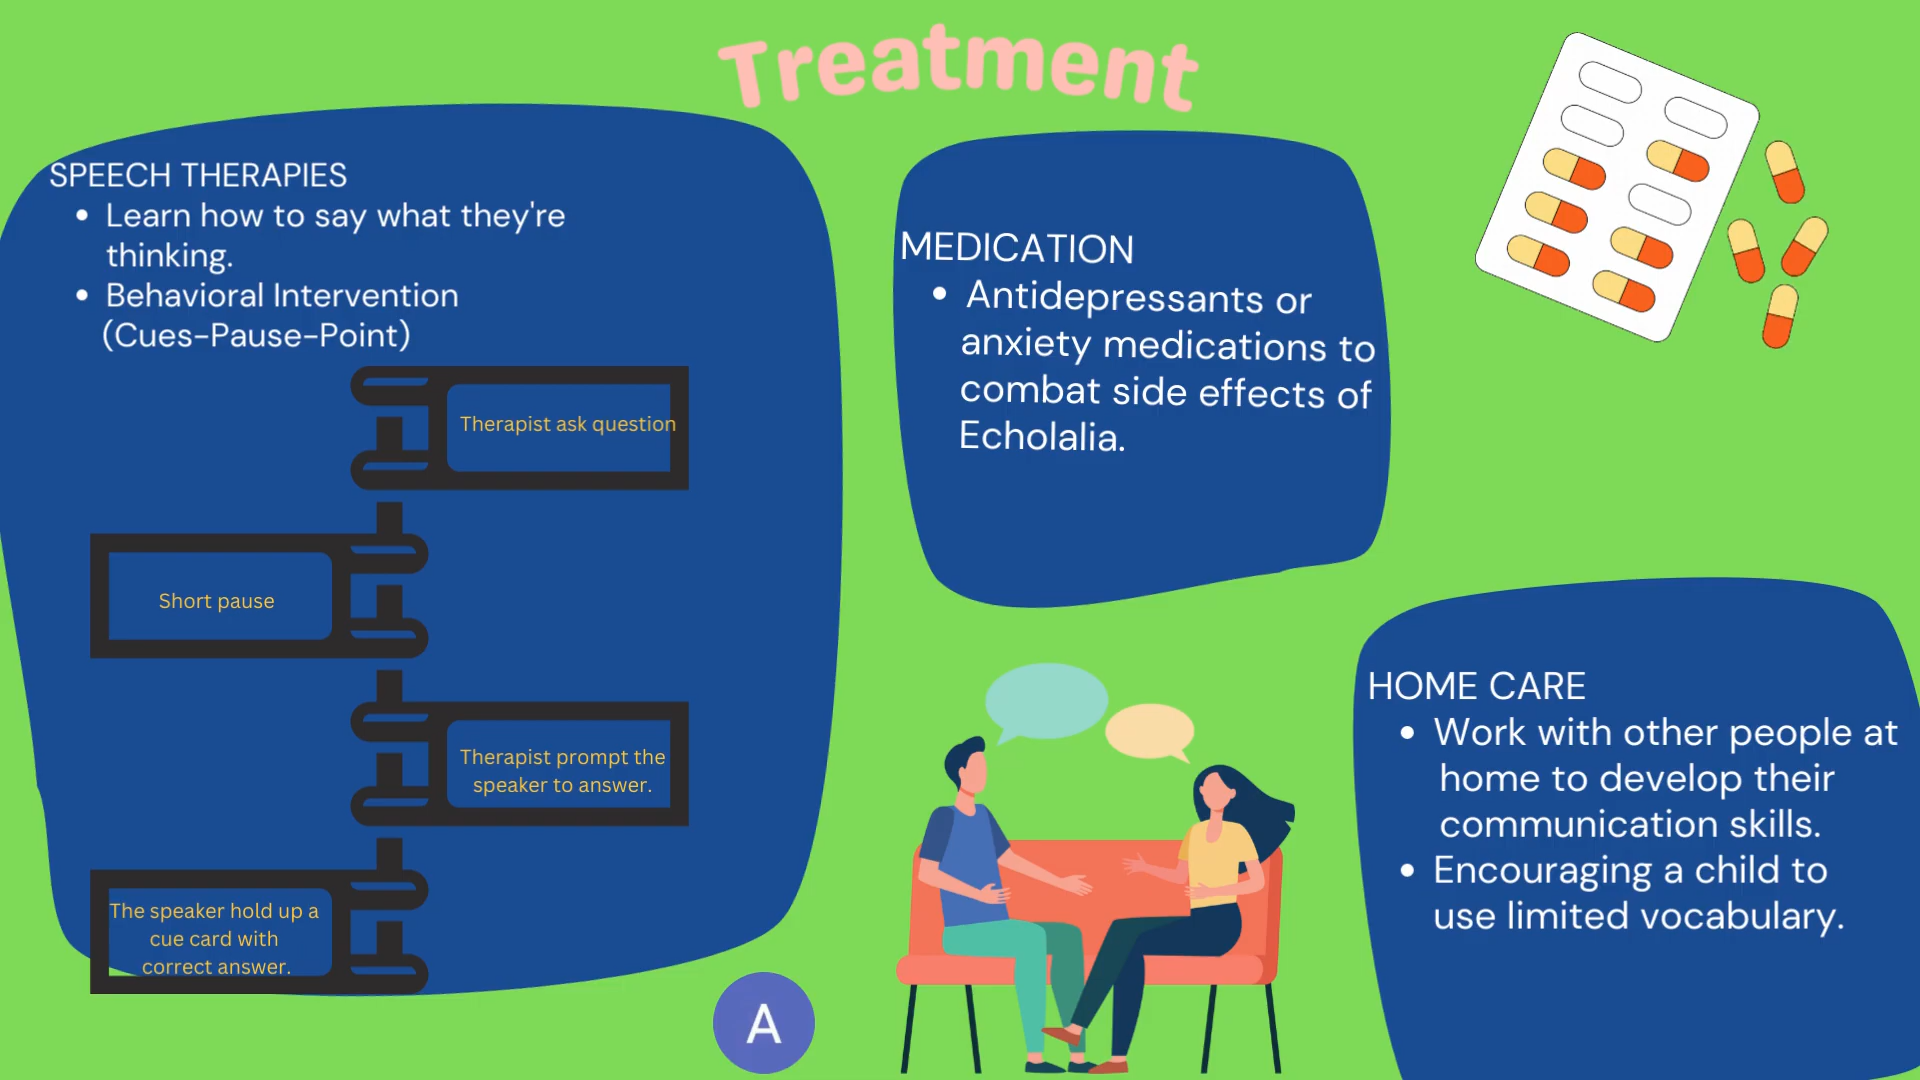 Treatment
SPEECH THERAPIES
• Learn how to say what they're
thinking.
• Behavioral Intervention
(Cues-Pause-Point)
Therapist ask question
Short pause
Therapist prompt the
speaker to answer.
The speaker hold up a
cue card with
correct answer.
MEDICATION
• Antidepressants or
anxiety medications to
combat side effects of
Echolalia.
HOME CARE
• Work with other people at
home to develop their
communication skills.
• Encouraging a child to
use limited vocabulary.
A